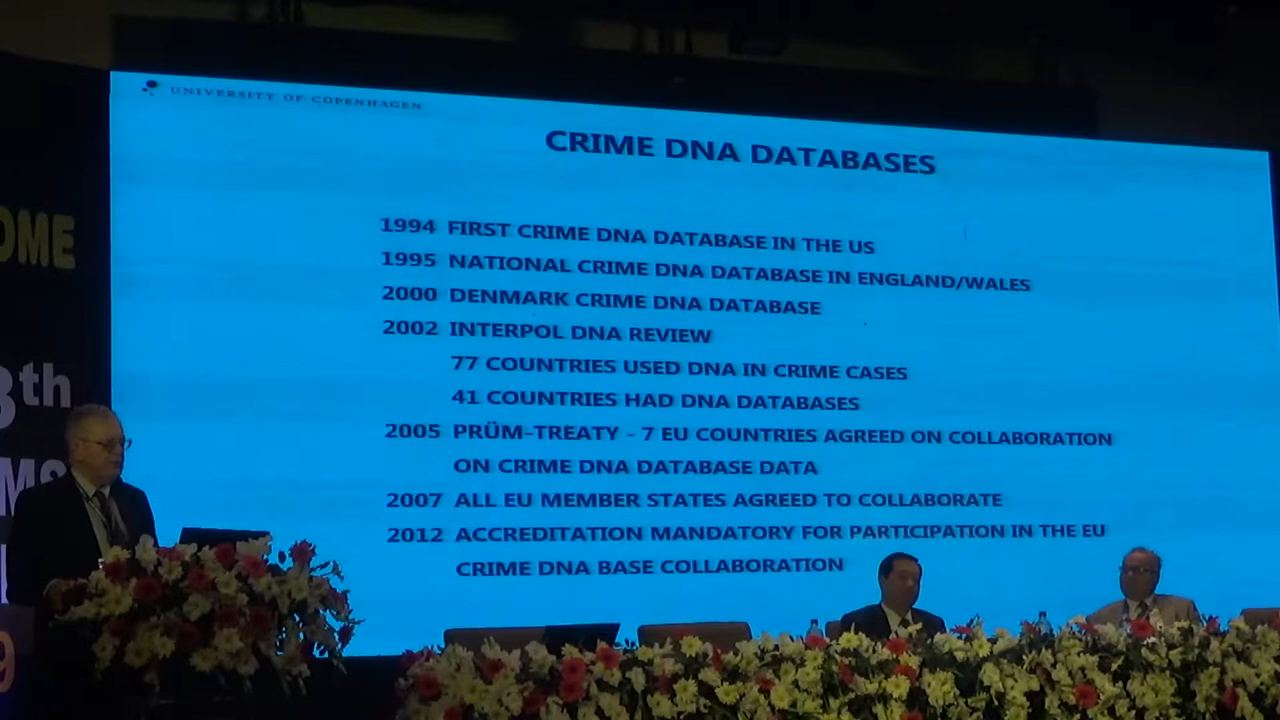 UNIVERSITY OF COPENHAGEN
CRIME DNA DATABASES
1994 FIRST CRIME DNA DATABASE IN THE US
1995 NATIONAL CRIME DNA DATABASE IN ENGLAND/WALES
2000 DENMARK CRIME DNA DATABASE
2002 INTERPOL DNA REVIEW
77 COUNTRIES USED DNA IN CRIME CASES
41 COUNTRIES HAD DNA DATABASES
2005 PRÜM-TREATY - 7 EU COUNTRIES AGREED ON COLLABORATION
ON CRIME DNA DATABASE DATA
2007 ALL EU MEMBER STATES AGREED TO COLLABORATE
2012 ACCREDITATION MANDATORY FOR PARTICIPATION IN THE EU
CRIME DNA BASE COLLABORATION
OME
th
9